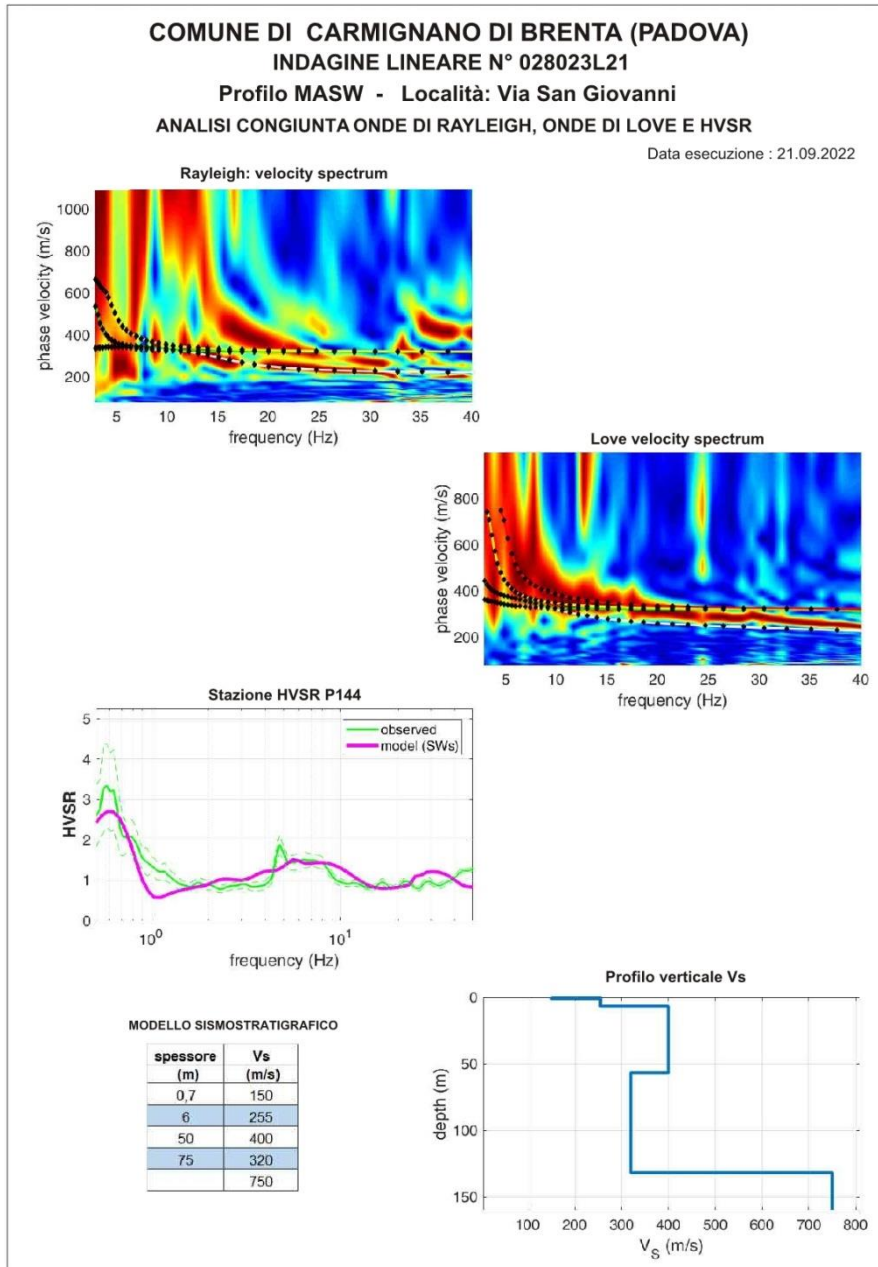 COMUNE DI CARMIGNANO DI BRENTA (PADOVA)
INDAGINE LINEARE N° 028023L21
Profilo MASW - Località: Via San Giovanni
ANALISI CONGIUNTA ONDE DI RAYLEIGH, ONDE DI LOVE E HVSR
Data esecuzione : 21.09.2022
Rayleigh: velocity spectrum
phase velocity (m/s)
1000
800
600
400
200
5 10 15 20 25 30 35 40
frequency (Hz)
Love velocity spectrum
phase velocity (m/s)
800
600
400
200
5 10 15 20 25 30 35 40
frequency (Hz)
Stazione HVSR P144
HVSR
5
4
3
2
1
0
observed
model (SWs)
10⁰ 10¹
frequency (Hz)
MODELLO SISMOSTRATIGRAFICO
spessore (m) Vs (m/s)
0,7 150
6 255
50 400
75 320
750
Profilo verticale Vs
depth (m)
0
50
100
150
100 200 300 400 500 600 700 800
V_S (m/s)